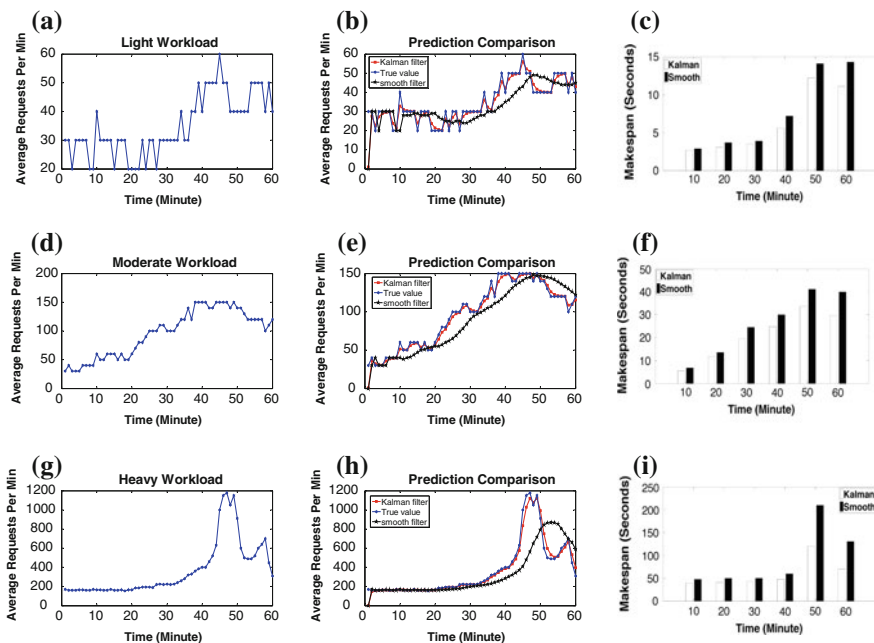 (a)
Light Workload
Average Requests Per Min
60
50
40
30
20
0
10
20
30
40
50
60
Time (Minute)
(b)
Prediction Comparison
Average Requests Per Min
60
50
40
30
20
10
0
Kalman filter
True value
smooth filter
0
10
20
30
40
50
60
Time (Minute)
(c)
Makespan (Seconds)
15
10
5
0
Kalman
Smooth
10
20
30
40
50
60
Time (Minute)
(d)
Moderate Workload
Average Requests Per Min
200
150
100
50
0
0
10
20
30
40
50
60
Time (Minute)
(e)
Prediction Comparison
Average Requests Per Min
150
100
50
0
Kalman filter
True value
smooth filter
0
10
20
30
40
50
60
Time (Minute)
(f)
Makespan (Seconds)
50
40
30
20
10
0
Kalman
Smooth
10
20
30
40
50
60
Time (Minute)
(g)
Heavy Workload
Average Requests Per Min
1200
1000
800
600
400
200
0
0
10
20
30
40
50
60
Time (Minute)
(h)
Prediction Comparison
Average Requests Per Min
1200
1000
800
600
400
200
0
Kalman filter
True value
smooth filter
0
10
20
30
40
50
60
Time (Minute)
(i)
Makespan (Seconds)
250
200
150
100
50
0
Kalman
Smooth
10
20
30
40
50
60
Time (Minute)